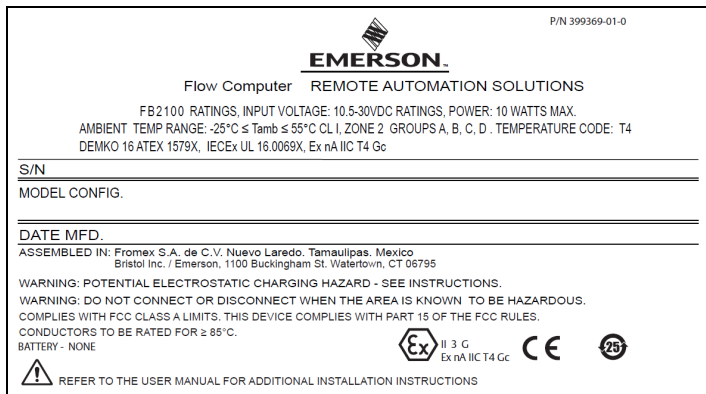 P/N 399369-01-0
EMERSON™
Flow Computer REMOTE AUTOMATION SOLUTIONS
FB2100 RATINGS, INPUT VOLTAGE: 10.5-30VDC RATINGS, POWER: 10 WATTS MAX.
AMBIENT TEMP RANGE: -25°C ≤ Tamb ≤ 55°C CL I, ZONE 2 GROUPS A, B, C, D . TEMPERATURE CODE: T4
DEMKO 16 ATEX 1579X, IECEx UL 16.0069X, Ex nA IIC T4 Gc
S/N
MODEL CONFIG.
DATE MFD.
ASSEMBLED IN: Fromex S.A. de C.V. Nuevo Laredo. Tamaulipas. Mexico
Bristol Inc. / Emerson, 1100 Buckingham St. Watertown, CT 06795
WARNING: POTENTIAL ELECTROSTATIC CHARGING HAZARD - SEE INSTRUCTIONS.
WARNING: DO NOT CONNECT OR DISCONNECT WHEN THE AREA IS KNOWN TO BE HAZARDOUS.
COMPLIES WITH FCC CLASS A LIMITS. THIS DEVICE COMPLIES WITH PART 15 OF THE FCC RULES.
CONDUCTORS TO BE RATED FOR ≥ 85°C.
BATTERY - NONE
Ex II 3 G
Ex nA IIC T4 Gc
CE
25
REFER TO THE USER MANUAL FOR ADDITIONAL INSTALLATION INSTRUCTIONS